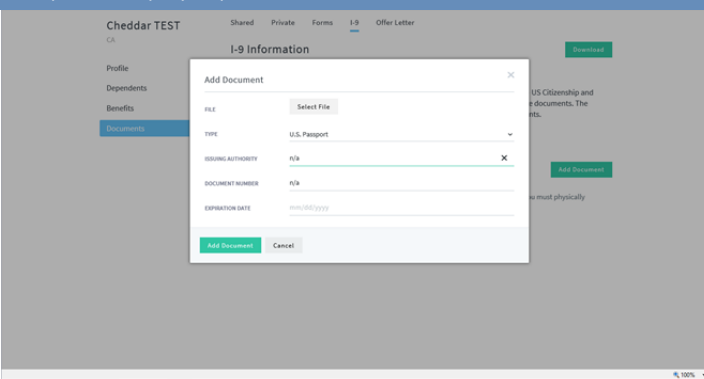 Cheddar TEST
CA
Shared Private Forms I-9 Offer Letter
I-9 Information
Download
Profile
Dependents
Benefits
Documents
US Citizenship and
e documents. The
nts.
Add Document
u must physically
Add Document
×
FILE
Select File
TYPE
U.S. Passport
ISSUING AUTHORITY
n/a
DOCUMENT NUMBER
n/a
EXPIRATION DATE
mm/dd/yyyy
Add Document
Cancel
100%